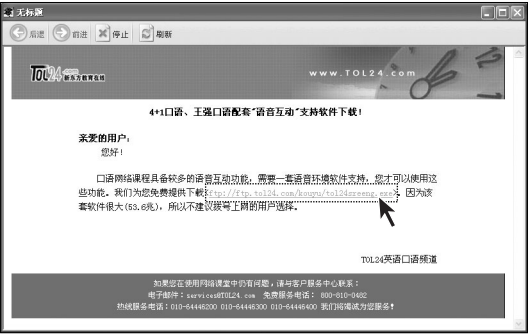 无标题
后退 前进 停止 刷新
TOL24 新东方教育在线
www.TOL24.com
4+1口语、王强口语配套"语音互动"支持软件下载!
亲爱的用户:
您好!
口语网络课程具备较多的语音互动功能,需要一套语音环境软件支持,您才可以使用这
些功能。我们为您免费提供下载(ftp://ftp.tol24.com/kouyu/tol24sreeng.exe)。因为该
套软件很大(53.6兆),所以不建议拨号上网的用户选择。
TOL24英语口语频道
如果您在使用网络课堂中仍有问题,请与客户服务中心联系:
电子邮件:services@TOL24.com 免费服务电话: 800-810-0482
热线服务电话:010-64446200 010-64446300 010-64446400 我们将竭诚为您服务!